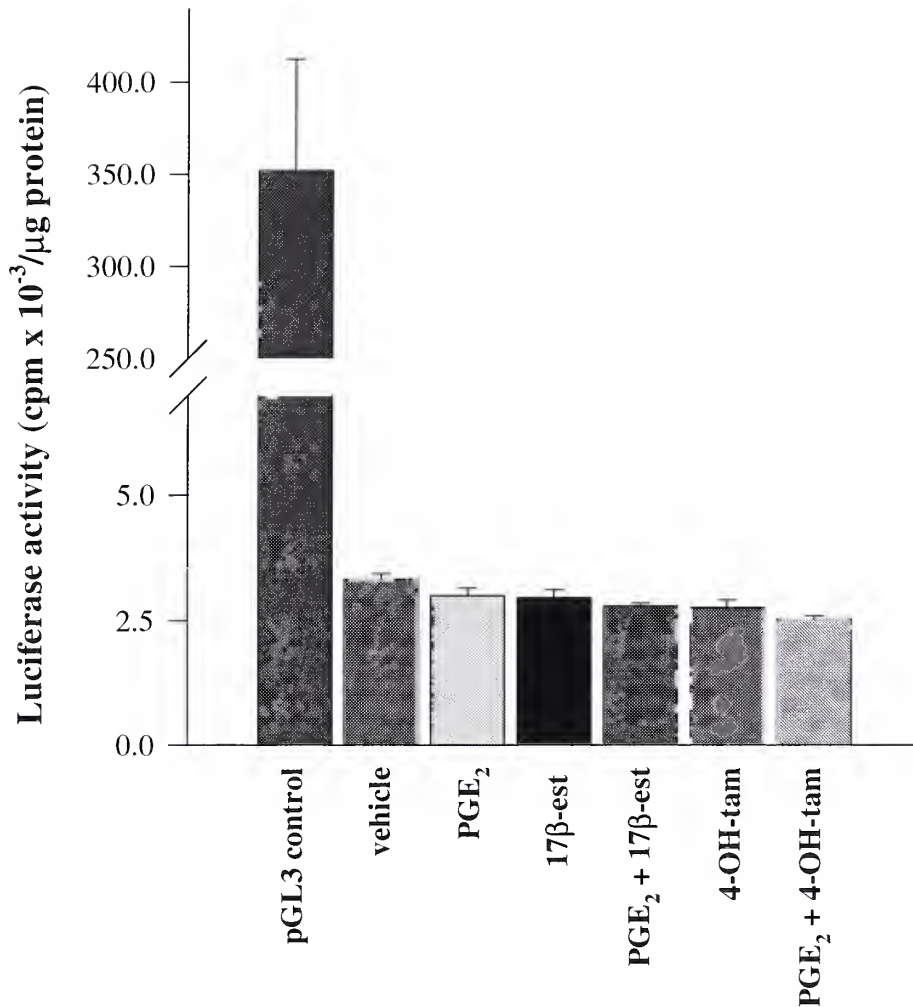 Luciferase activity (cpm x 10⁻³/µg protein)
400.0
350.0
300.0
250.0
5.0
2.5
0.0
pGL3 control
vehicle
PGE₂
17β-est
PGE₂ + 17β-est
4-OH-tam
PGE₂ + 4-OH-tam